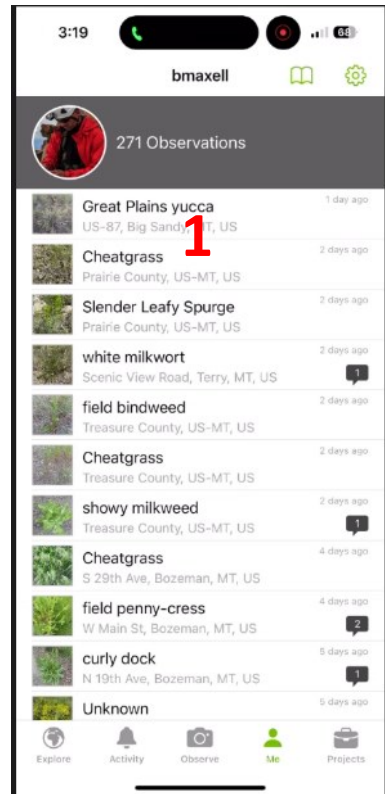 3:19
68
bmaxell
271 Observations
Great Plains yucca
1 day ago
US-87, Big Sandy, MT, US
1
Cheatgrass
2 days ago
Prairie County, US-MT, US
Slender Leafy Spurge
2 days ago
Prairie County, US-MT, US
white milkwort
2 days ago
Scenic View Road, Terry, MT, US
1
field bindweed
2 days ago
Treasure County, US-MT, US
Cheatgrass
2 days ago
Treasure County, US-MT, US
showy milkweed
2 days ago
Treasure County, US-MT, US
1
Cheatgrass
4 days ago
S 29th Ave, Bozeman, MT, US
field penny-cress
4 days ago
W Main St, Bozeman, MT, US
2
curly dock
5 days ago
N 19th Ave, Bozeman, MT, US
1
Unknown
5 days ago
Explore
Activity
Observe
Me
Projects